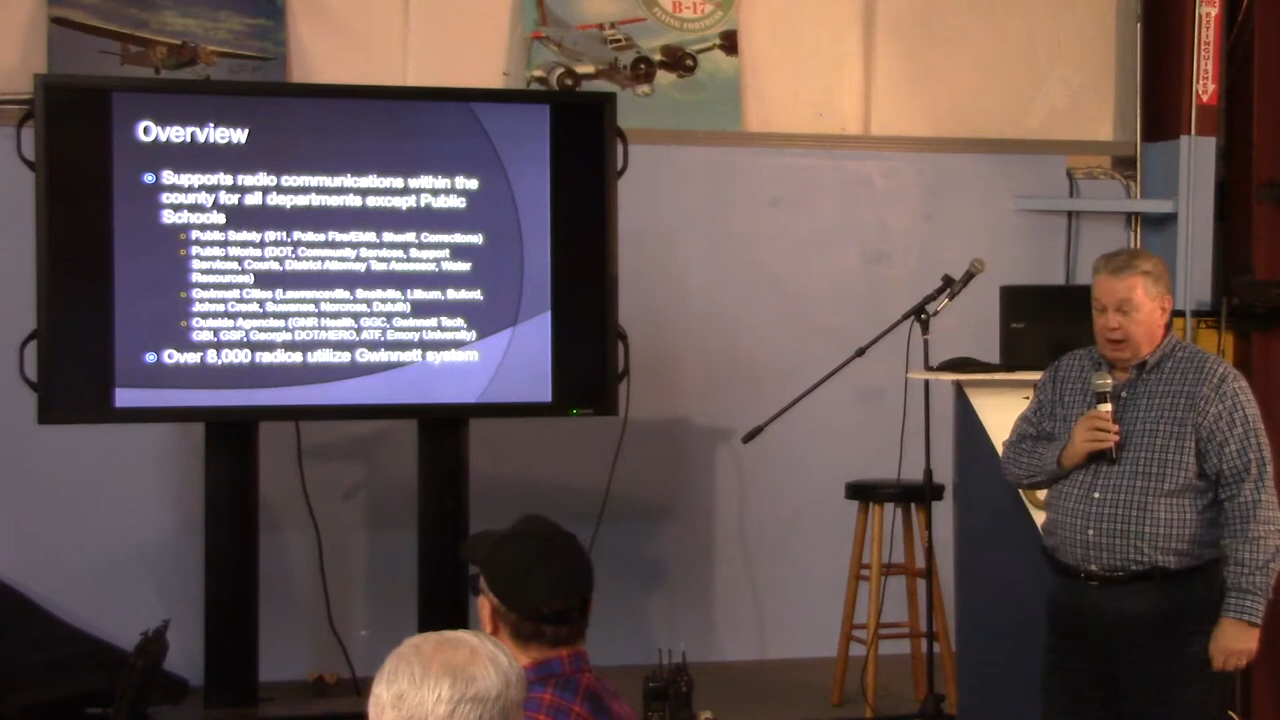 B-17
FLYING FORTRESS
FIRE
EXTINGUISHER
Overview
Supports radio communications within the
county for all departments except Public
Schools
Public Safety (911, Police Fire/EMS, Sheriff, Corrections)
Public Works (DOT, Community Services, Support
Services, Courts, District Attorney Tax Assessor, Water
Resources)
Gwinnett Cities (Lawrenceville, Snellville, Lilburn, Buford,
Johns Creek, Suwanee, Norcross, Duluth)
Outside Agencies (GNR Health, GGC, Gwinnett Tech,
GBI, GSP, Georgia DOT/HERO, ATF, Emory University)
Over 8,000 radios utilize Gwinnett system